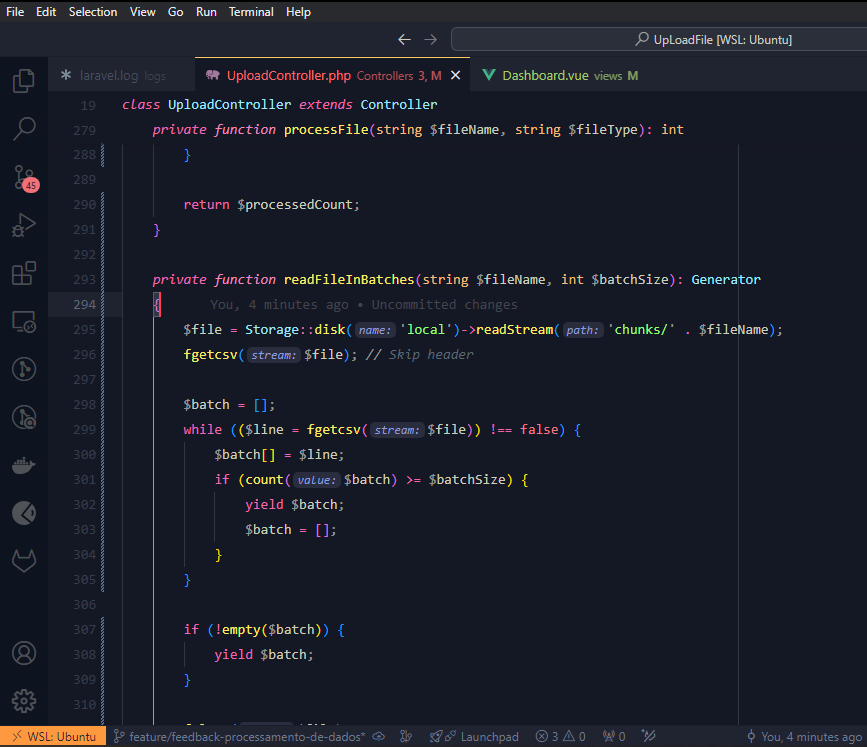 File Edit Selection View Go Run Terminal Help
UpLoadFile [WSL: Ubuntu]
laravel.log logs
UploadController.php Controllers 3, M
Dashboard.vue views M
19 class UploadController extends Controller
279 private function processFile(string $fileName, string $fileType): int
288 }
289
290 return $processedCount;
291 }
292
293 private function readFileInBatches(string $fileName, int $batchSize): Generator
294 { You, 4 minutes ago • Uncommitted changes
295 $file = Storage::disk(name: 'local')->readStream(path: 'chunks/' . $fileName);
296 fgetcsv(stream: $file); // Skip header
297
298 $batch = [];
299 while (($line = fgetcsv(stream: $file)) !== false) {
300 $batch[] = $line;
301 if (count(value: $batch) >= $batchSize) {
302 yield $batch;
303 $batch = [];
304 }
305 }
306
307 if (!empty($batch)) {
308 yield $batch;
309 }
310
45
WSL: Ubuntu
feature/feedback-processamento-de-dados*
Launchpad
3
0
0
You, 4 minutes ago